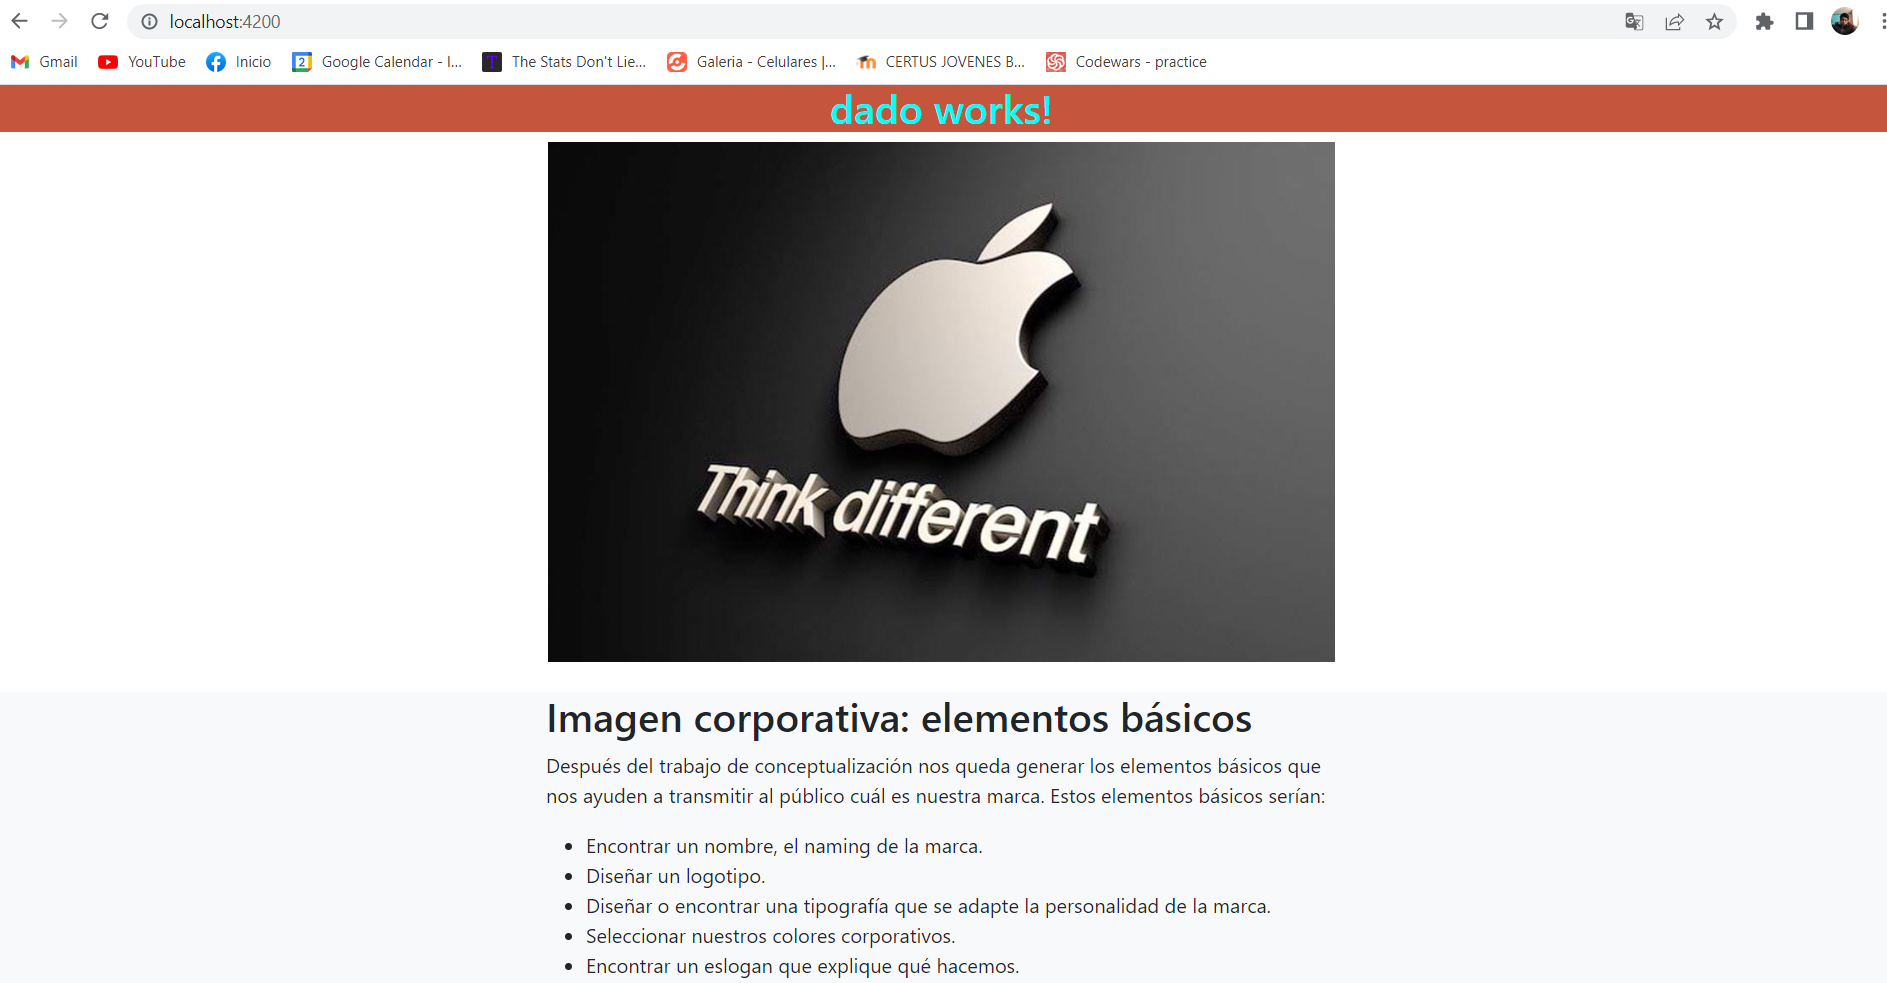 localhost:4200
Gmail YouTube Inicio Google Calendar - I... The Stats Don't Lie... Galeria - Celulares |... CERTUS JOVENES B... Codewars - practice
dado works!
Think different
Imagen corporativa: elementos básicos
Después del trabajo de conceptualización nos queda generar los elementos básicos que
nos ayuden a transmitir al público cuál es nuestra marca. Estos elementos básicos serían:
• Encontrar un nombre, el naming de la marca.
• Diseñar un logotipo.
• Diseñar o encontrar una tipografía que se adapte la personalidad de la marca.
• Seleccionar nuestros colores corporativos.
• Encontrar un eslogan que explique qué hacemos.